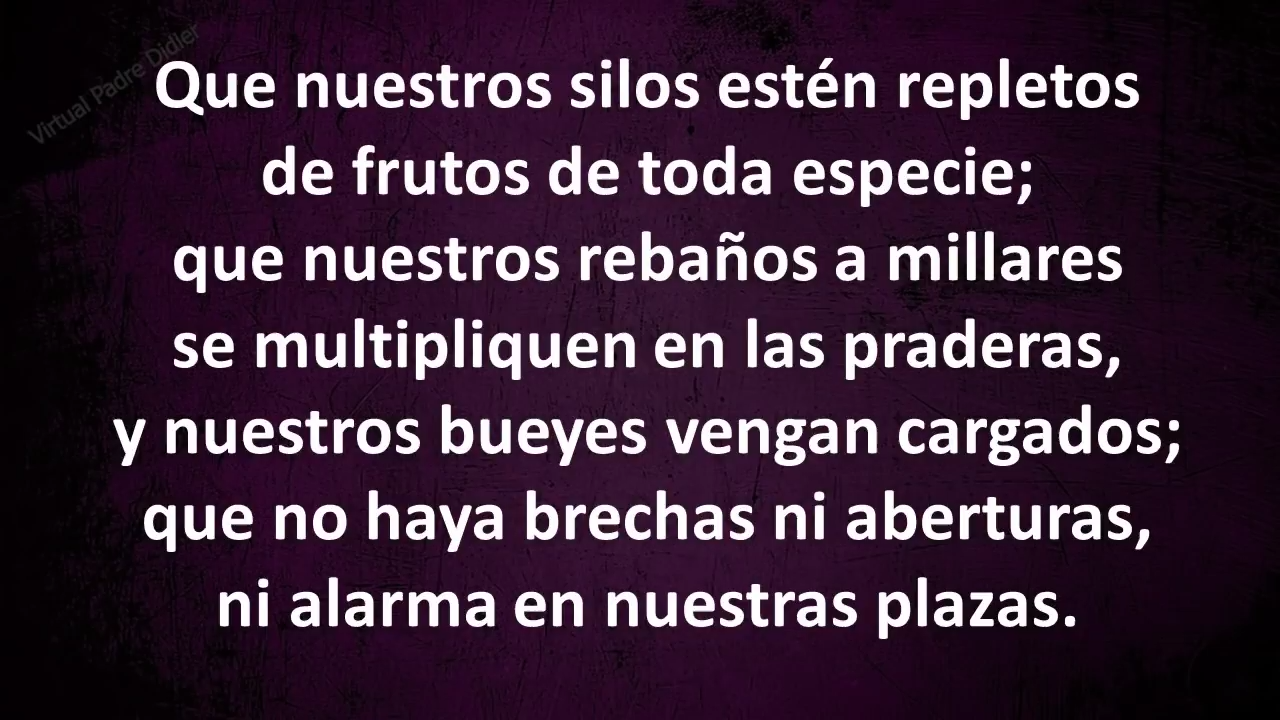 Virtual Padre Didier
Que nuestros silos estén repletos
de frutos de toda especie;
que nuestros rebaños a millares
se multipliquen en las praderas,
y nuestros bueyes vengan cargados;
que no haya brechas ni aberturas,
ni alarma en nuestras plazas.